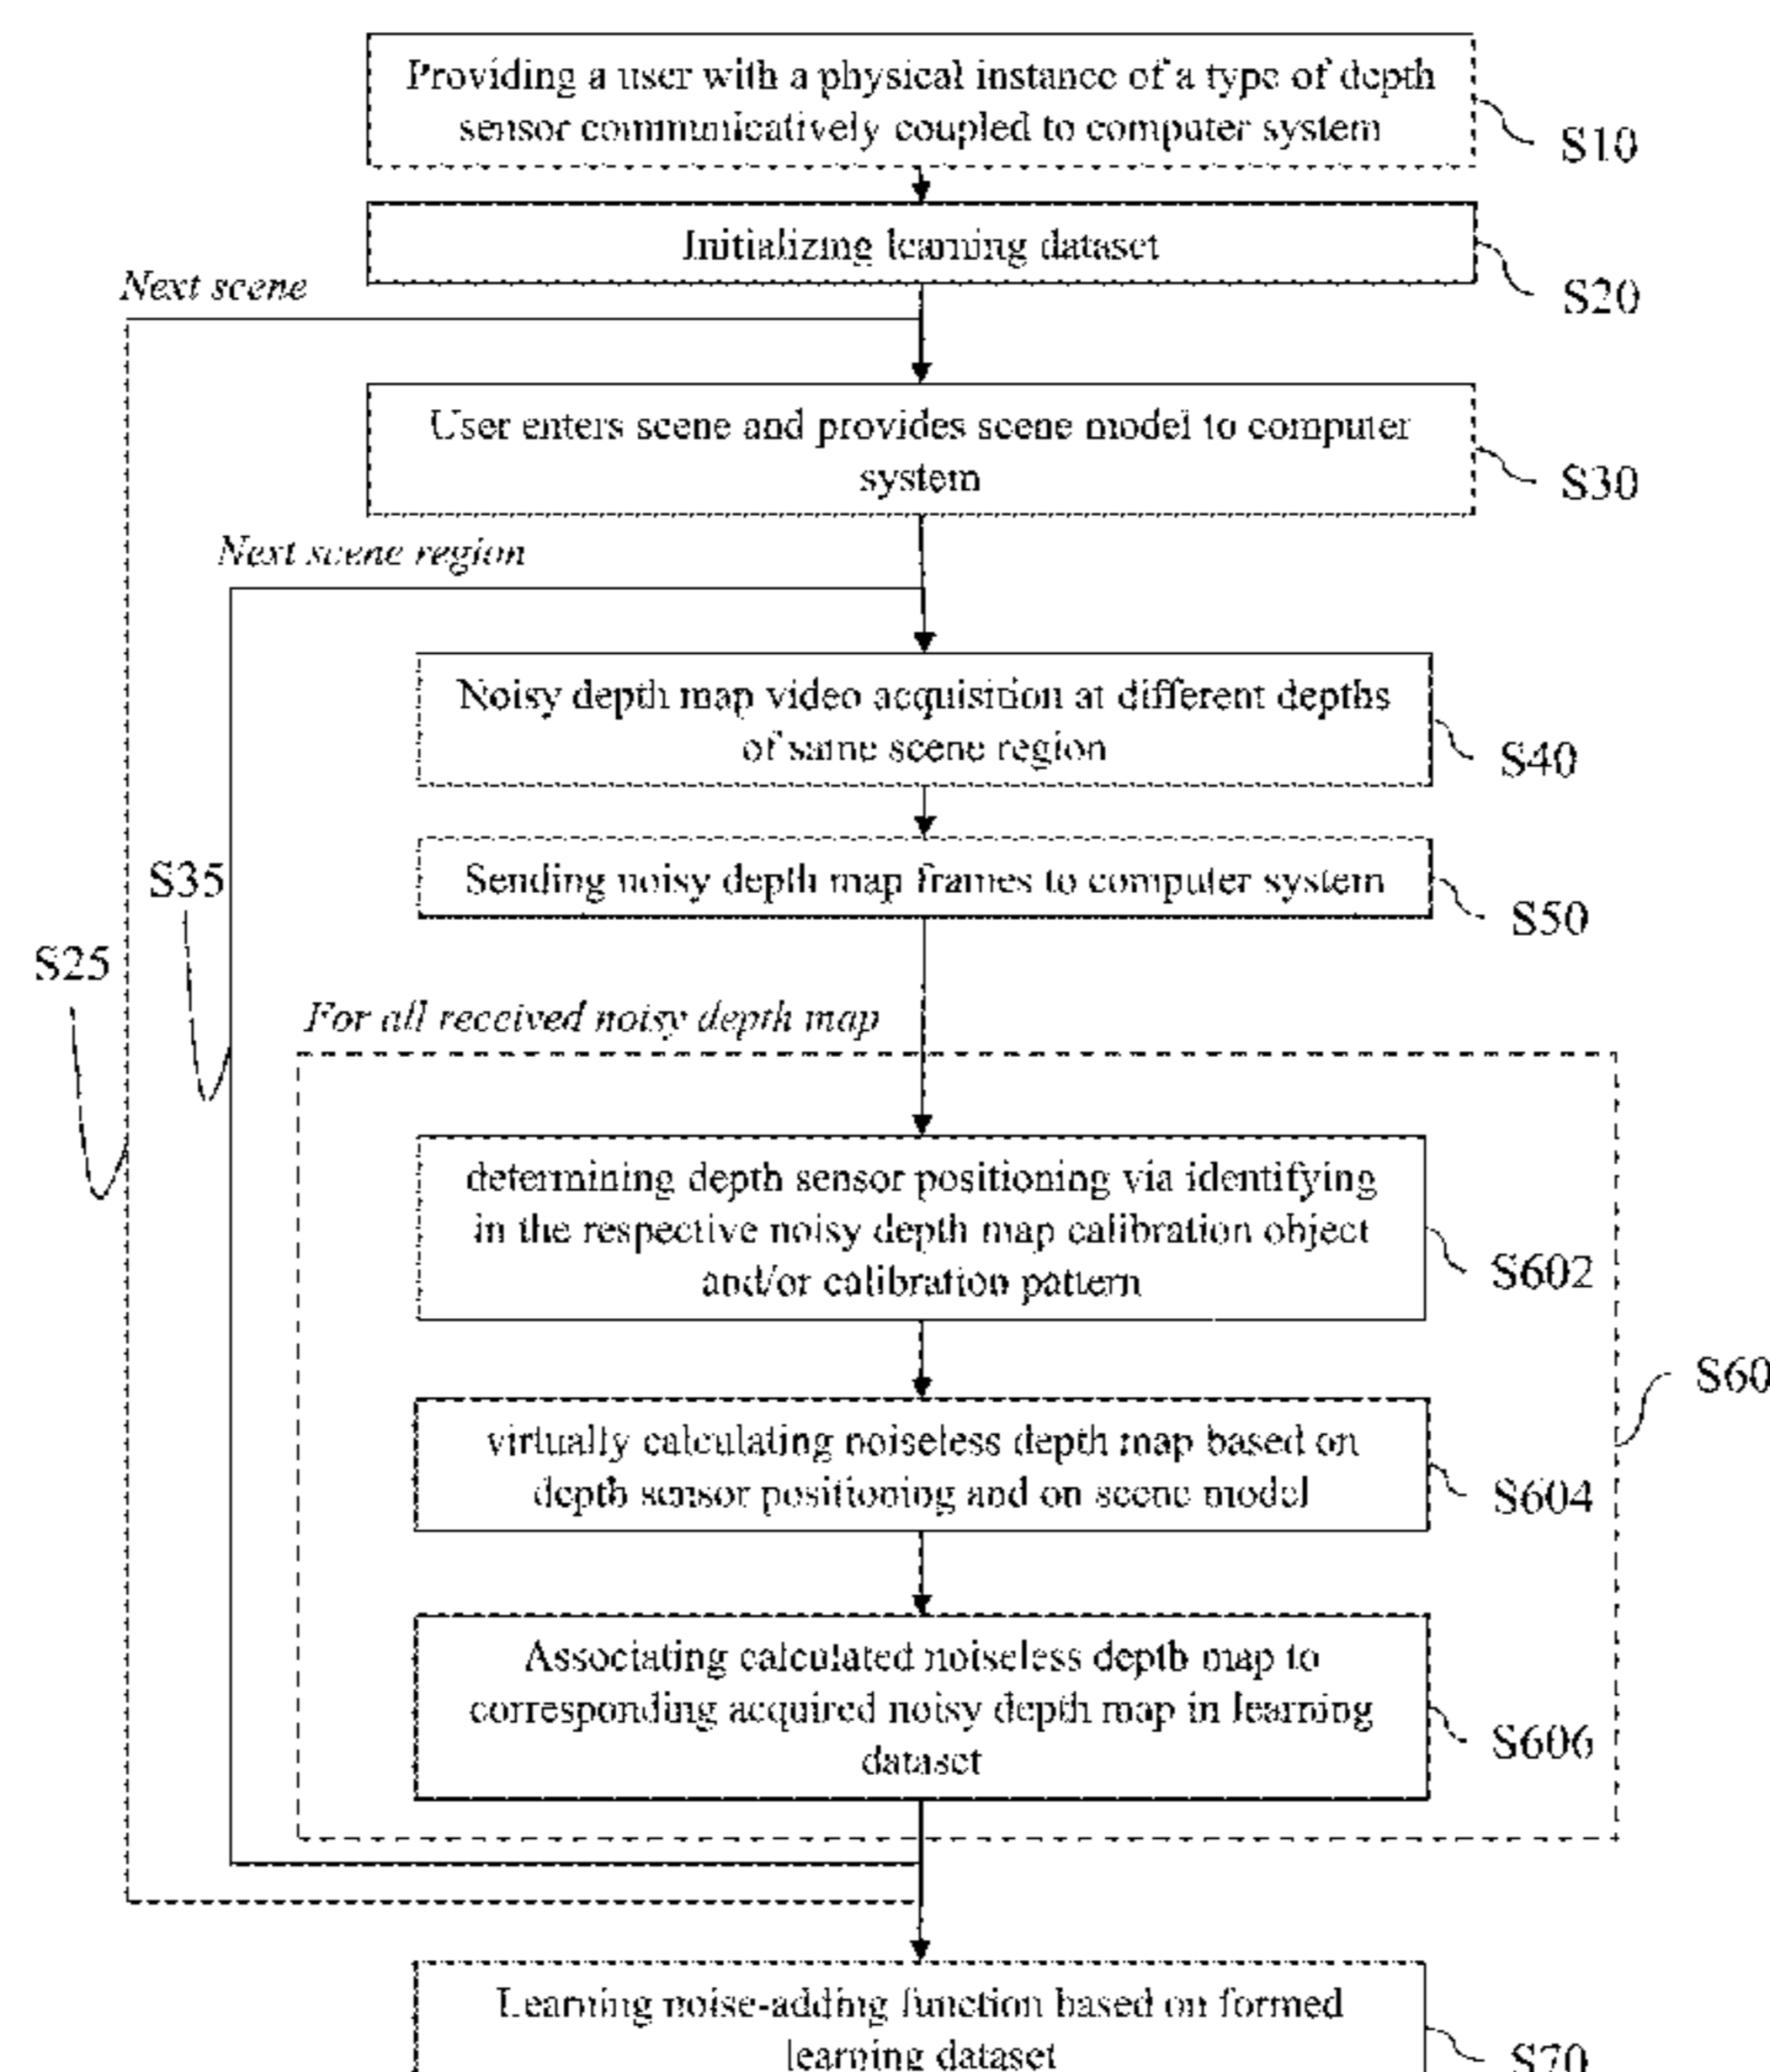 Providing a user with a physical instance of a type of depth
sensor communicatively coupled to computer system
S10
Initializing learning dataset
S20
Next scene
User enters scene and provides scene model to computer
system
S30
Next scene region
Noisy depth map video acquisition at different depths
of same scene region
S40
Sending noisy depth map frames to computer system
S50
S35
S25
For all received noisy depth map
determining depth sensor positioning via identifying
in the respective noisy depth map calibration object
and/or calibration pattern
S602
S60
virtually calculating noiseless depth map based on
depth sensor positioning and on scene model
S604
Associating calculated noiseless depth map to
corresponding acquired noisy depth map in learning
dataset
S606
Learning noise-adding function based on formed
learning dataset
S70